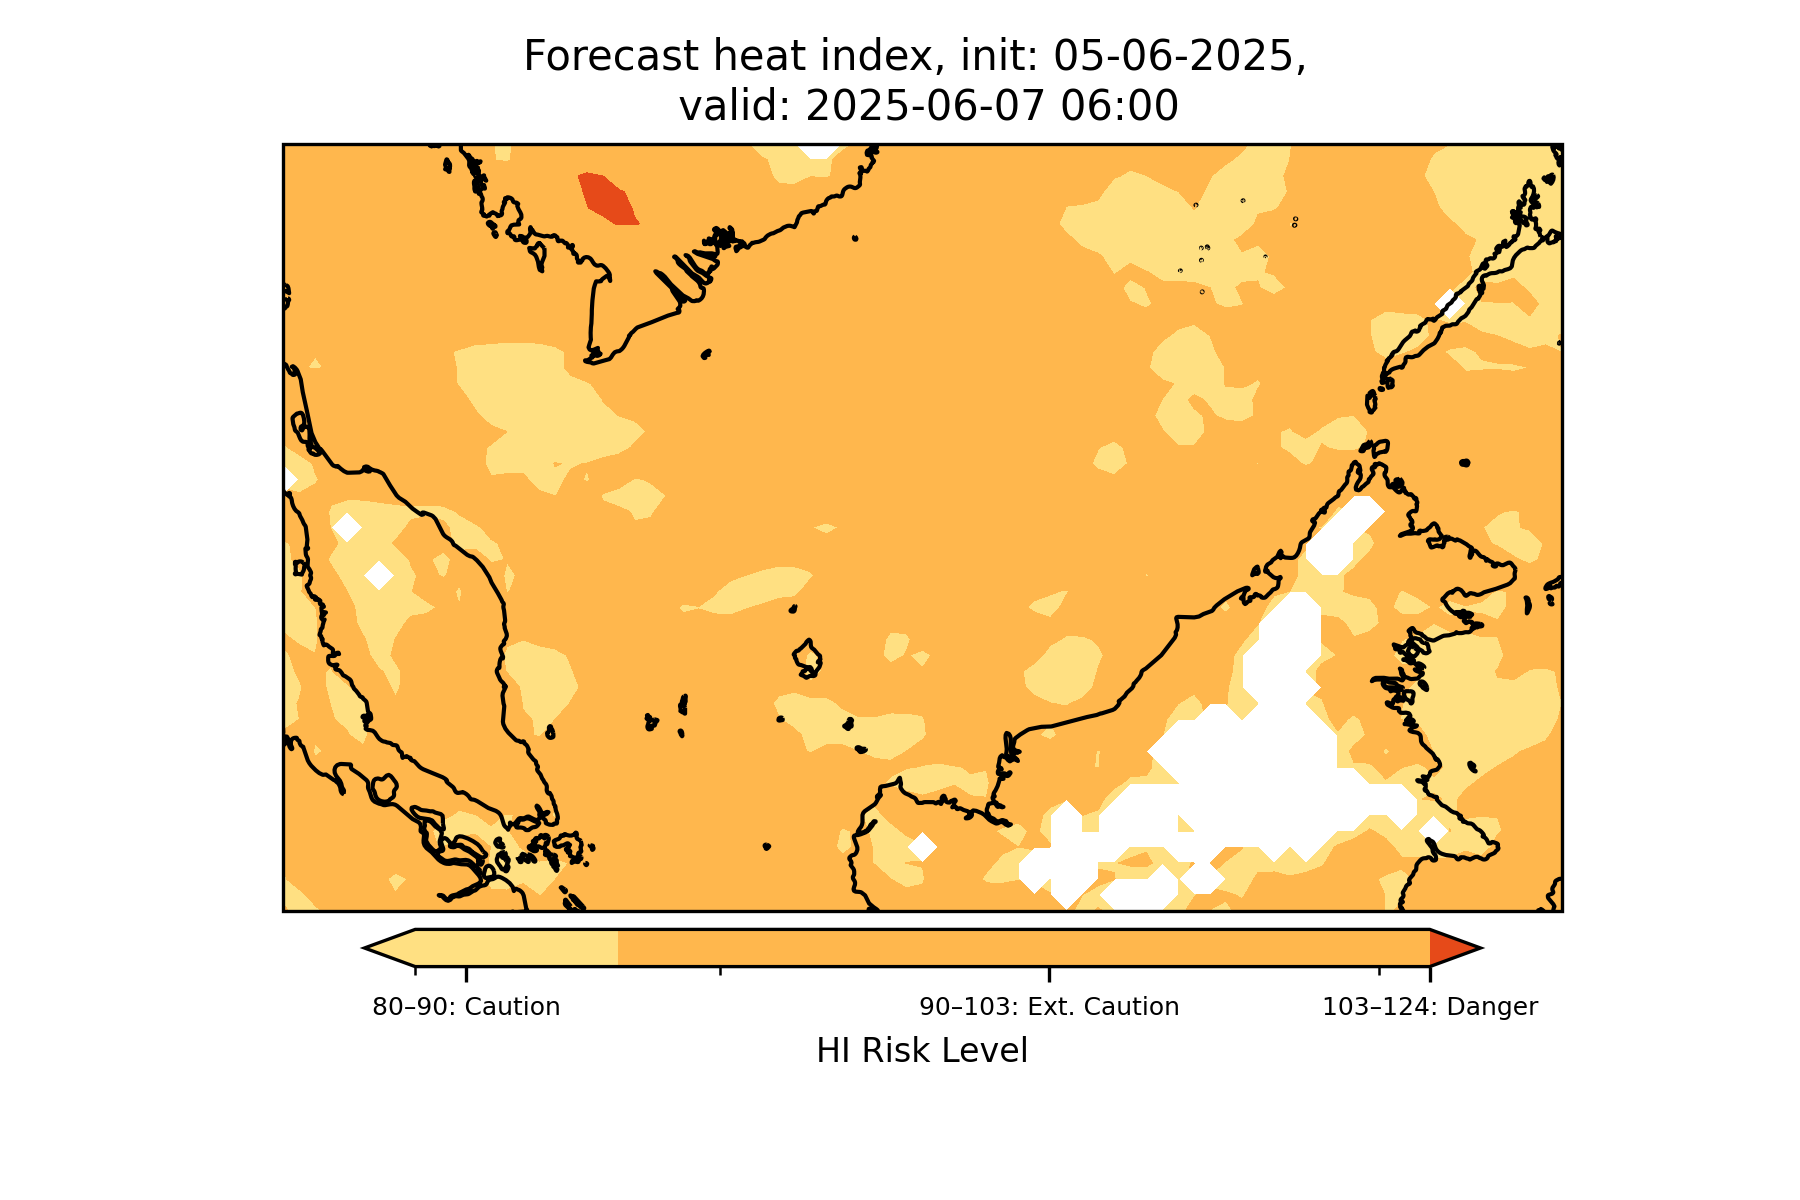 Forecast heat index, init: 05-06-2025,
valid: 2025-06-07 06:00
80–90: Caution
90–103: Ext. Caution
103–124: Danger
HI Risk Level